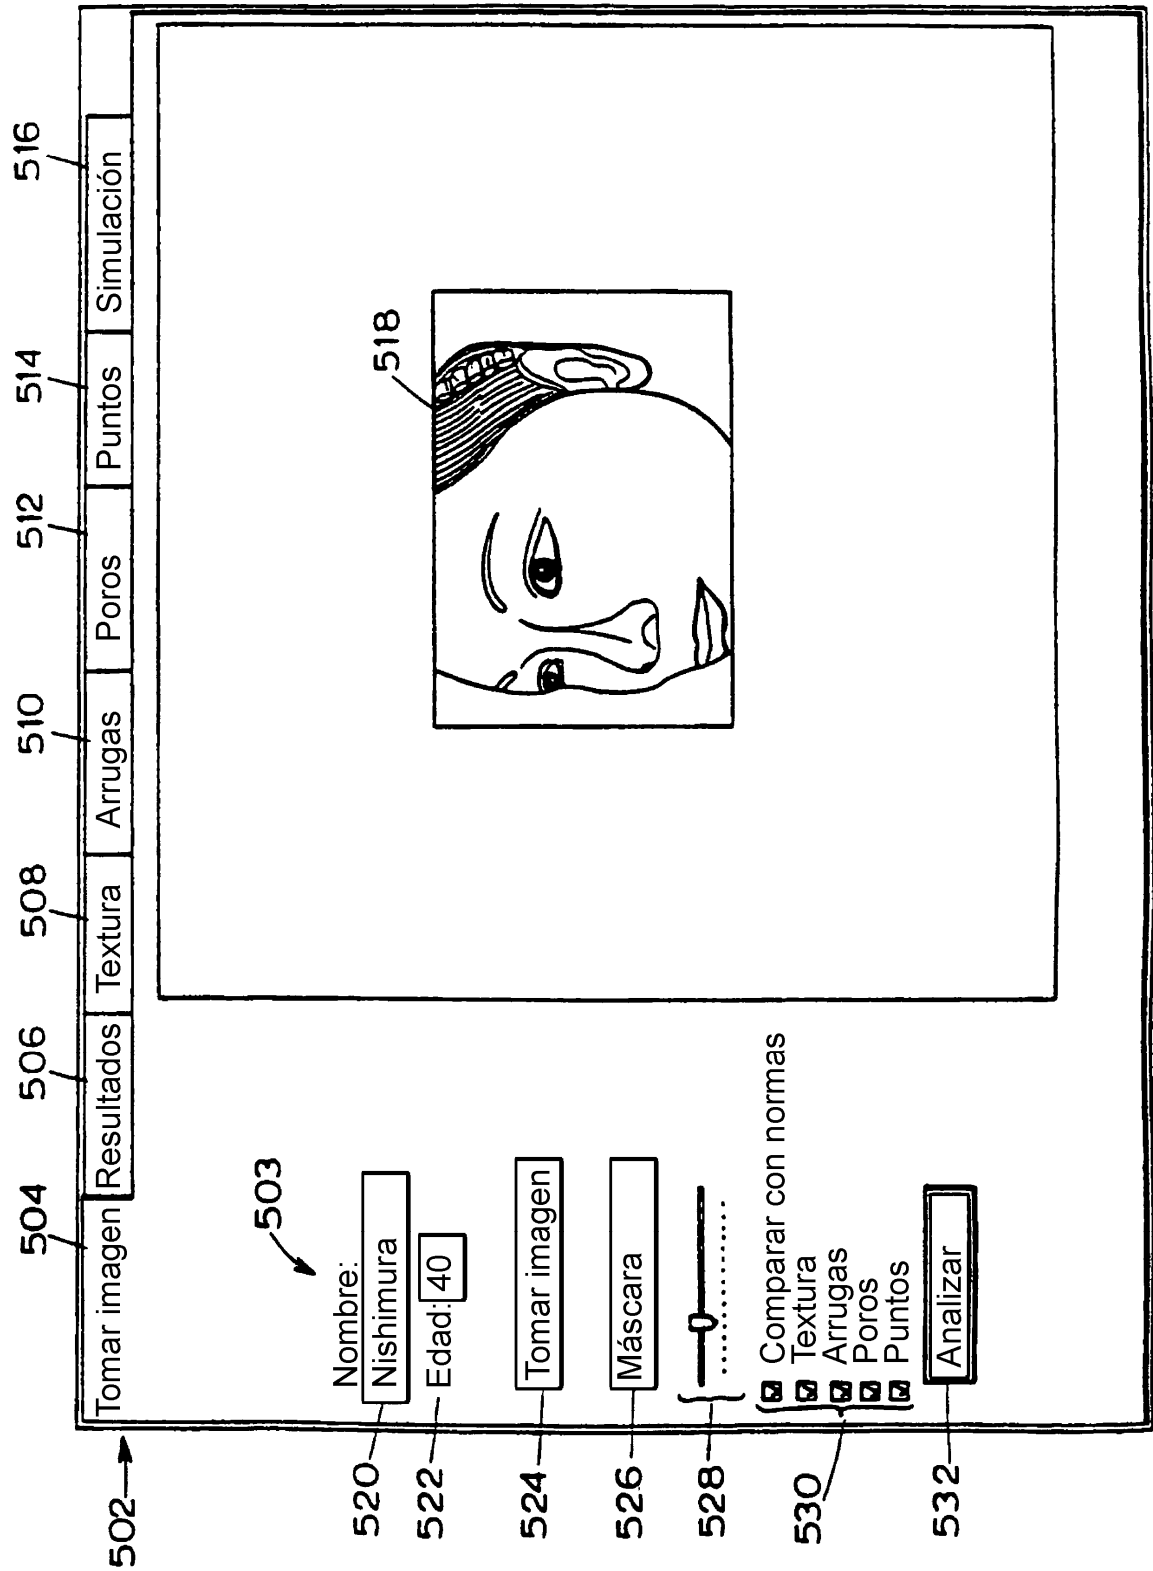 504 506 508 510 512 514 516
Tomar imagen Resultados Textura Arrugas Poros Puntos Simulación
502
503
518
Nombre:
520 Nishimura
522 Edad: 40
524 Tomar imagen
526 Máscara
528
530
Comparar con normas
Textura
Arrugas
Poros
Puntos
532 Analizar